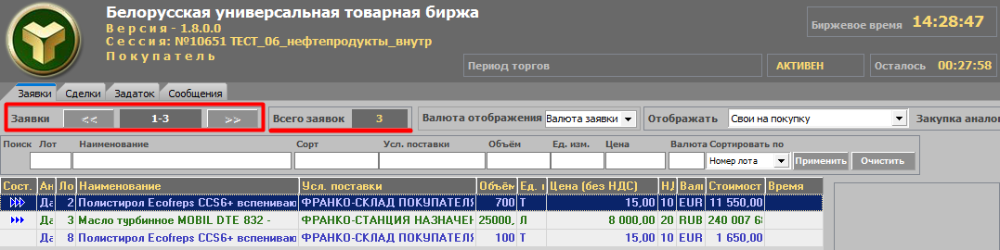 Белорусская универсальная товарная биржа
Версия - 1.8.0.0
Сессия: №10651 ТЕСТ_06_нефтепродукты_внутр
Покупатель
Биржевое время 14:28:47
Период торгов АКТИВЕН Осталось 00:27:58
Заявки Сделки Задаток Сообщения
Заявки << 1-3 >> Всего заявок 3 Валюта отображения Валюта заявки Отображать Свои на покупку Закупка аналог
Поиск Лот Наименование Сорт Усл. поставки Объём Ед. изм. Цена Валюта Сортировать по
Номер лота Применить Очистить
Сост. Ан Ло Наименование Усл. поставки Объём Ед. Цена (без НДС) НД Валю Стоимост Время
Да 2 Полистирол Ecofreps CCS6+ вспениваю ФРАНКО-СКЛАД ПОКУПАТЕЛЯ 700 Т 15,00 10 EUR 11 550,00
Да 3 Масло турбинное MOBIL DTE 832 - ФРАНКО-СТАНЦИЯ НАЗНАЧЕН 25000, Л 8 000,00 20 RUB 240 007 68
Да 8 Полистирол Ecofreps CCS6+ вспениваю ФРАНКО-СКЛАД ПОКУПАТЕЛЯ 100 Т 15,00 10 EUR 1 650,00